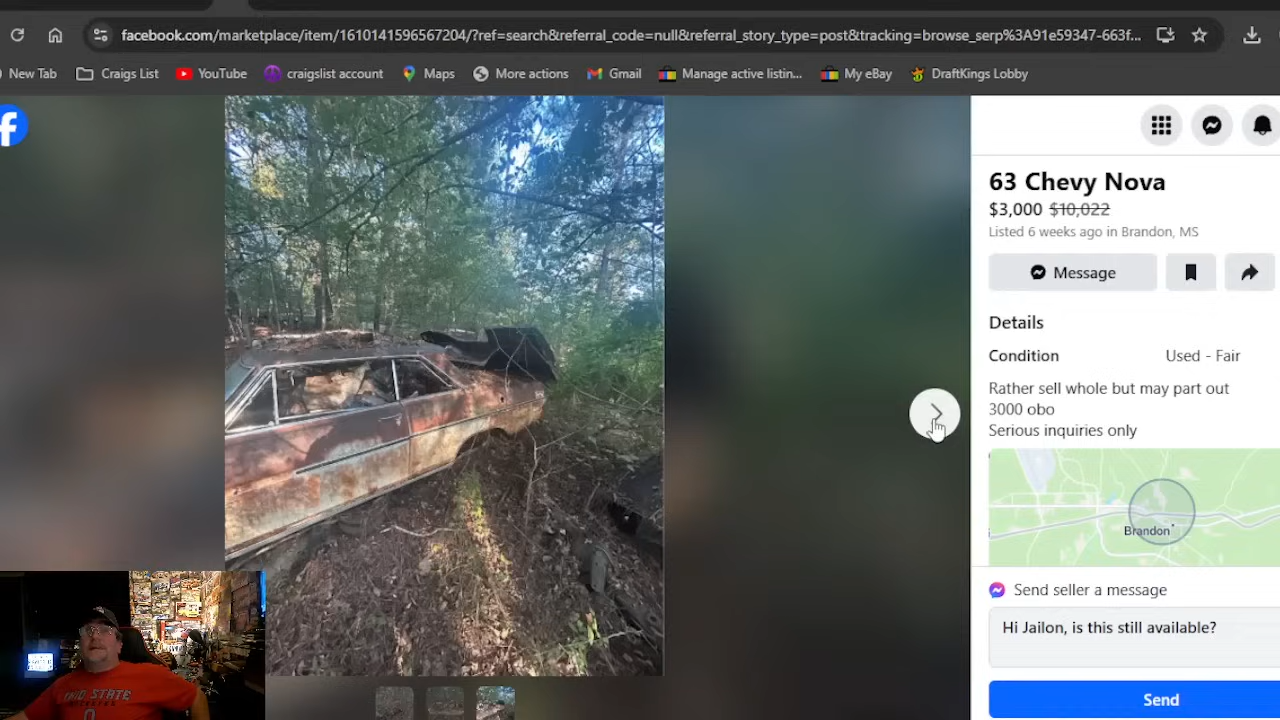 facebook.com/marketplace/item/1610141596567204/?ref=search&referral_code=null&referral_story_type=post&tracking=browse_serp%3A91e59347-663f...
New Tab Craigs List YouTube craigslist account Maps More actions Gmail Manage active listin... My eBay DraftKings Lobby
63 Chevy Nova
$3,000 $10,022
Listed 6 weeks ago in Brandon, MS
Message
Details
Condition Used - Fair
Rather sell whole but may part out
3000 obo
Serious inquiries only
Brandon
Send seller a message
Hi Jailon, is this still available?
Send
OHIO STATE